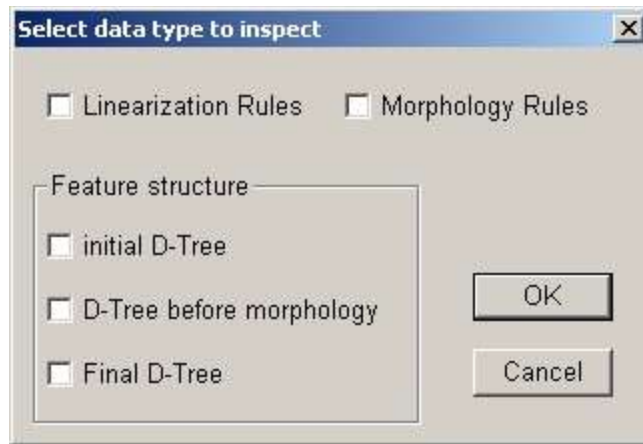 Select data type to inspect
Linearization Rules Morphology Rules
Feature structure
initial D-Tree
D-Tree before morphology
Final D-Tree
OK
Cancel